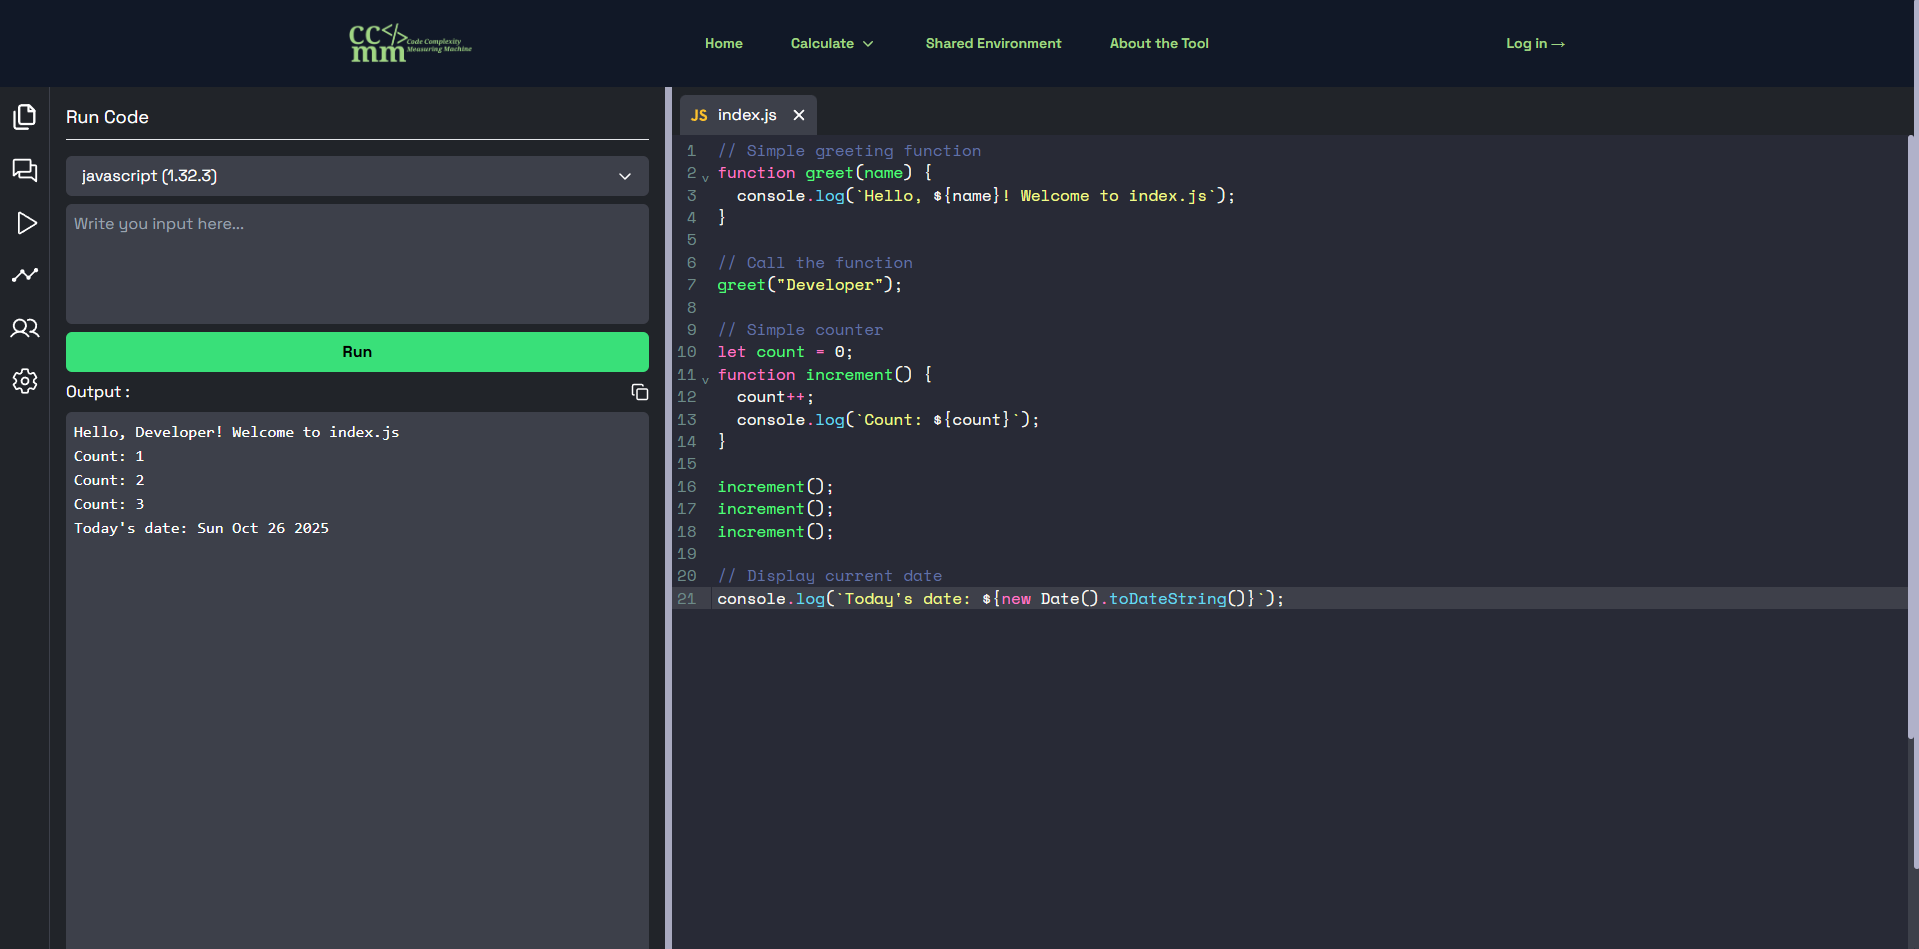 cc</>
mm Code Complexity
Measuring Machine
Home
Calculate
Shared Environment
About the Tool
Log in →
Run Code
javascript (1.32.3)
Write you input here...
Run
Output:
Hello, Developer! Welcome to index.js
Count: 1
Count: 2
Count: 3
Today's date: Sun Oct 26 2025
JS index.js ✕
1 // Simple greeting function
2 function greet(name) {
3   console.log(`Hello, ${name}! Welcome to index.js`);
4 }
5
6 // Call the function
7 greet("Developer");
8
9 // Simple counter
10 let count = 0;
11 function increment() {
12   count++;
13   console.log(`Count: ${count}`);
14 }
15
16 increment();
17 increment();
18 increment();
19
20 // Display current date
21 console.log(`Today's date: ${new Date().toDateString()}`);